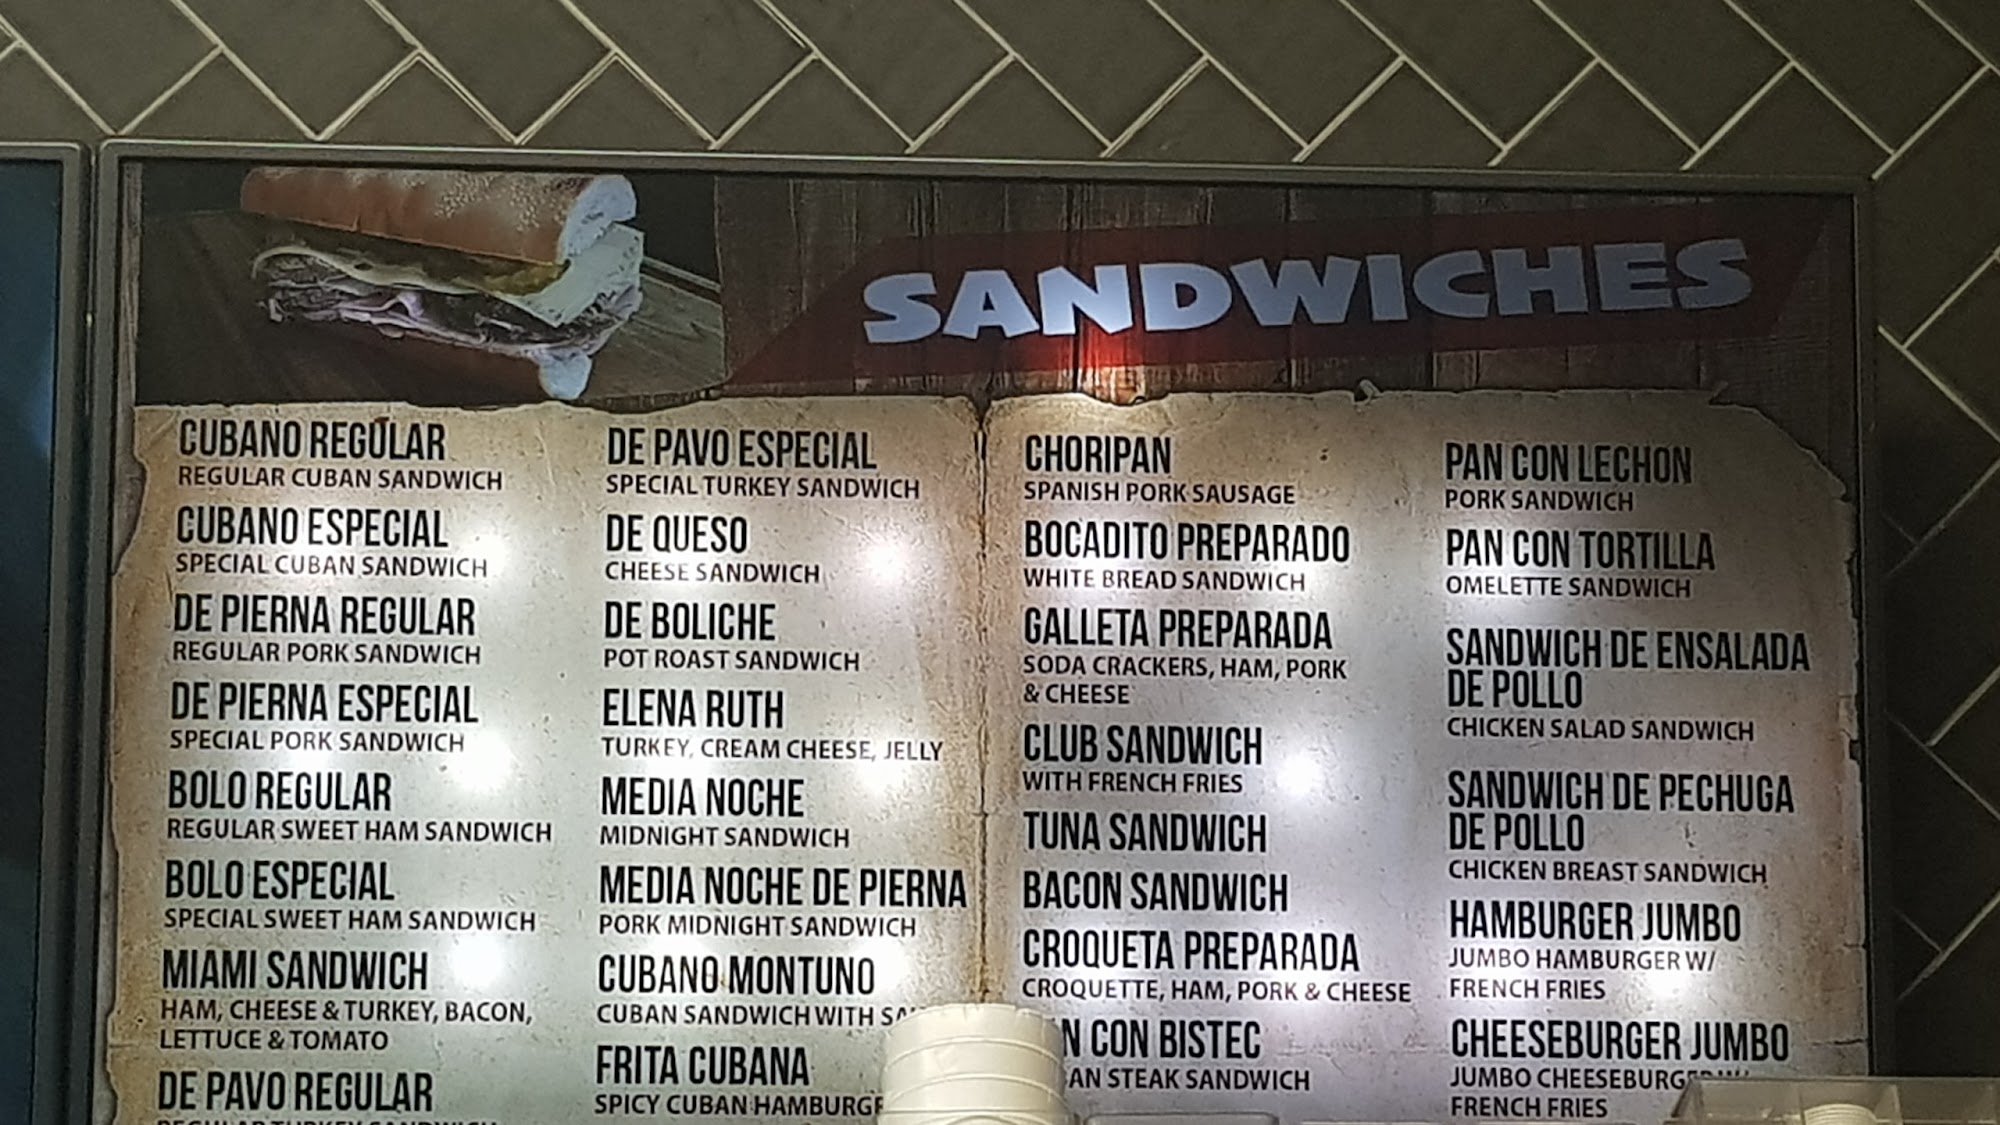 SANDWICHES
CUBANO REGULAR
REGULAR CUBAN SANDWICH
CUBANO ESPECIAL
SPECIAL CUBAN SANDWICH
DE PIERNA REGULAR
REGULAR PORK SANDWICH
DE PIERNA ESPECIAL
SPECIAL PORK SANDWICH
BOLO REGULAR
REGULAR SWEET HAM SANDWICH
BOLO ESPECIAL
SPECIAL SWEET HAM SANDWICH
MIAMI SANDWICH
HAM, CHEESE & TURKEY, BACON,
LETTUCE & TOMATO
DE PAVO REGULAR
REGULAR TURKEY SANDWICH
DE PAVO ESPECIAL
SPECIAL TURKEY SANDWICH
DE QUESO
CHEESE SANDWICH
DE BOLICHE
POT ROAST SANDWICH
ELENA RUTH
TURKEY, CREAM CHEESE, JELLY
MEDIA NOCHE
MIDNIGHT SANDWICH
MEDIA NOCHE DE PIERNA
PORK MIDNIGHT SANDWICH
CUBANO MONTUNO
CUBAN SANDWICH WITH
FRITA CUBANA
SPICY CUBAN
CHORIPAN
SPANISH PORK SAUSAGE
BOCADITO PREPARADO
WHITE BREAD SANDWICH
GALLETA PREPARADA
SODA CRACKERS, HAM, PORK
& CHEESE
CLUB SANDWICH
WITH FRENCH FRIES
TUNA SANDWICH
BACON SANDWICH
CROQUETA PREPARADA
CROQUETTE, HAM, PORK & CHEESE
CON BISTEC
STEAK SANDWICH
PAN CON LECHON
PORK SANDWICH
PAN CON TORTILLA
OMELETTE SANDWICH
SANDWICH DE ENSALADA
DE POLLO
CHICKEN SALAD SANDWICH
SANDWICH DE PECHUGA
DE POLLO
CHICKEN BREAST SANDWICH
HAMBURGER JUMBO
JUMBO HAMBURGER W/
FRENCH FRIES
CHEESEBURGER JUMBO
JUMBO
FRENCH FRIES